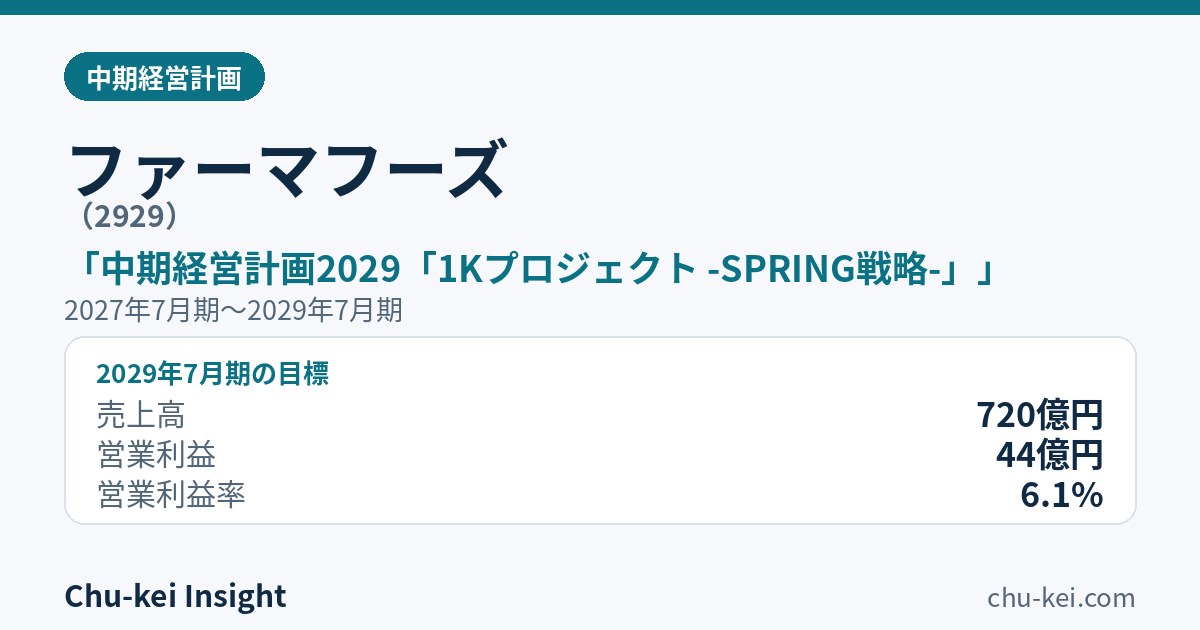 中期経営計画
ファーマフーズ
（2929）
「中期経営計画2029「1Kプロジェクト -SPRING戦略-」」
2027年7月期～2029年7月期
2029年7月期の目標
売上高 720億円
営業利益 44億円
営業利益率 6.1%
Chu-kei Insight chu-kei.com